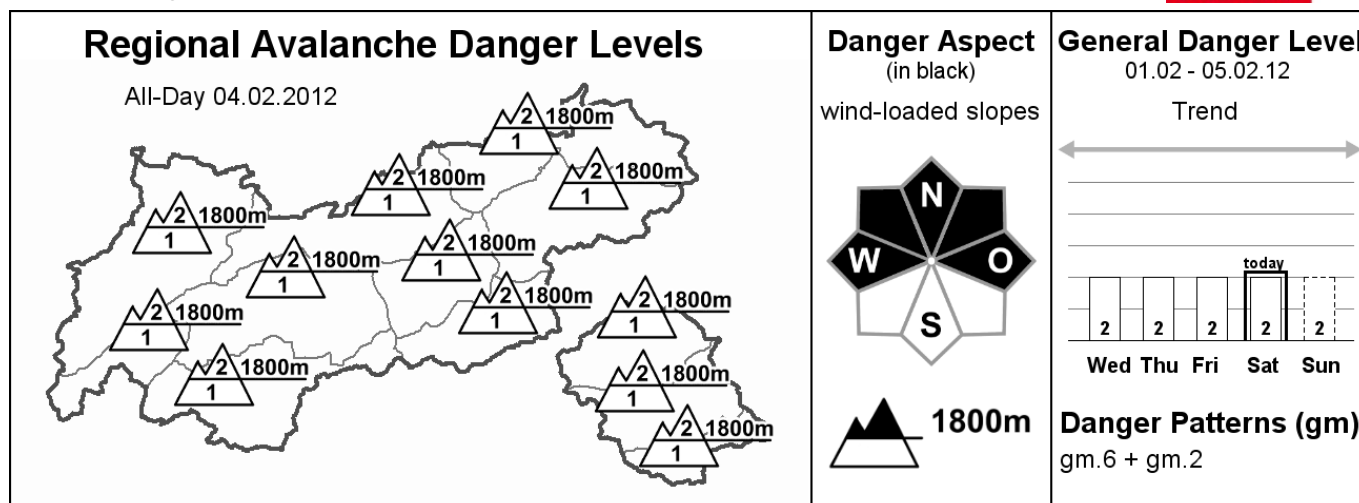 Regional Avalanche Danger Levels
All-Day 04.02.2012
2 1800m
1
2 1800m
1
2 1800m
1
2 1800m
1
2 1800m
1
2 1800m
1
2 1800m
1
2 1800m
1
2 1800m
1
2 1800m
1
2 1800m
1
2 1800m
1
Danger Aspect
(in black)
wind-loaded slopes
N
W O
S
1800m
General Danger Level
01.02 - 05.02.12
Trend
today
2 2 2 2 2
Wed Thu Fri Sat Sun
Danger Patterns (gm)
gm.6 + gm.2